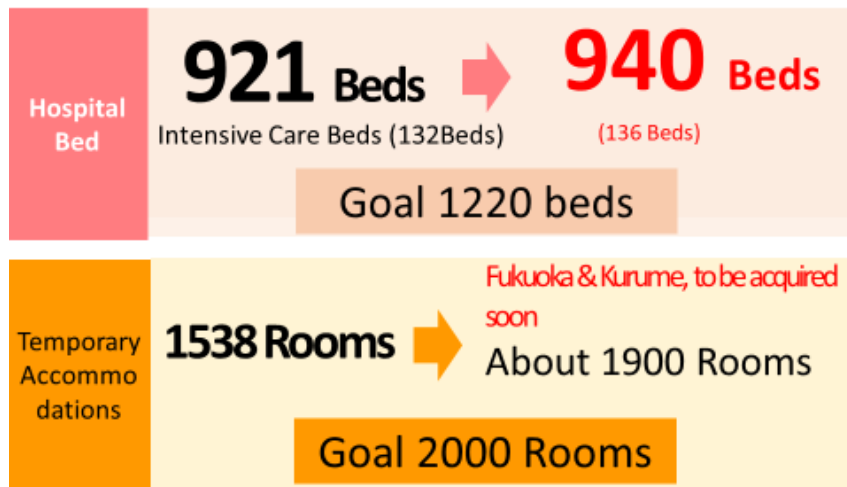 Hospital
Bed
921 Beds
940 Beds
Intensive Care Beds (132Beds)
(136 Beds)
Goal 1220 beds
Temporary
Accommo
dations
1538 Rooms
Fukuoka & Kurume, to be acquired
soon
About 1900 Rooms
Goal 2000 Rooms